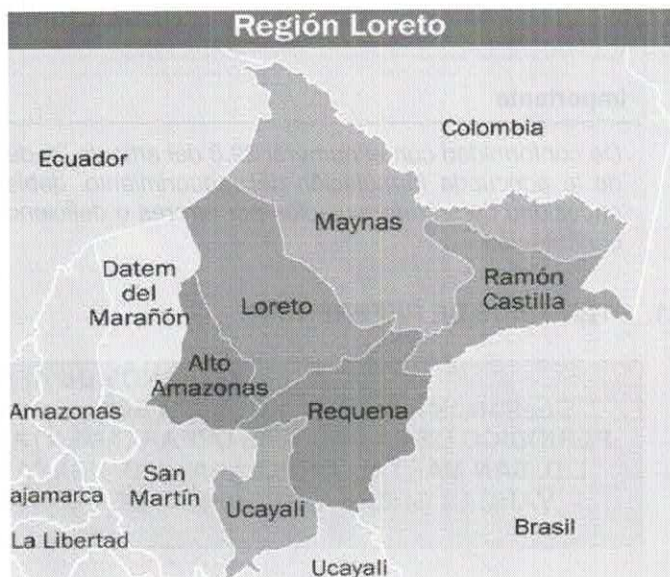 Región Loreto
Importante
Colombia
Ecuador
Maynas
Datem
del
Marañón
Loreto
Ramón
Castilla
Alto
Amazonas
Requena
Amazonas
San
Martín
ajamarca
Ucayali
Brasil
La Libertad
Ucayali